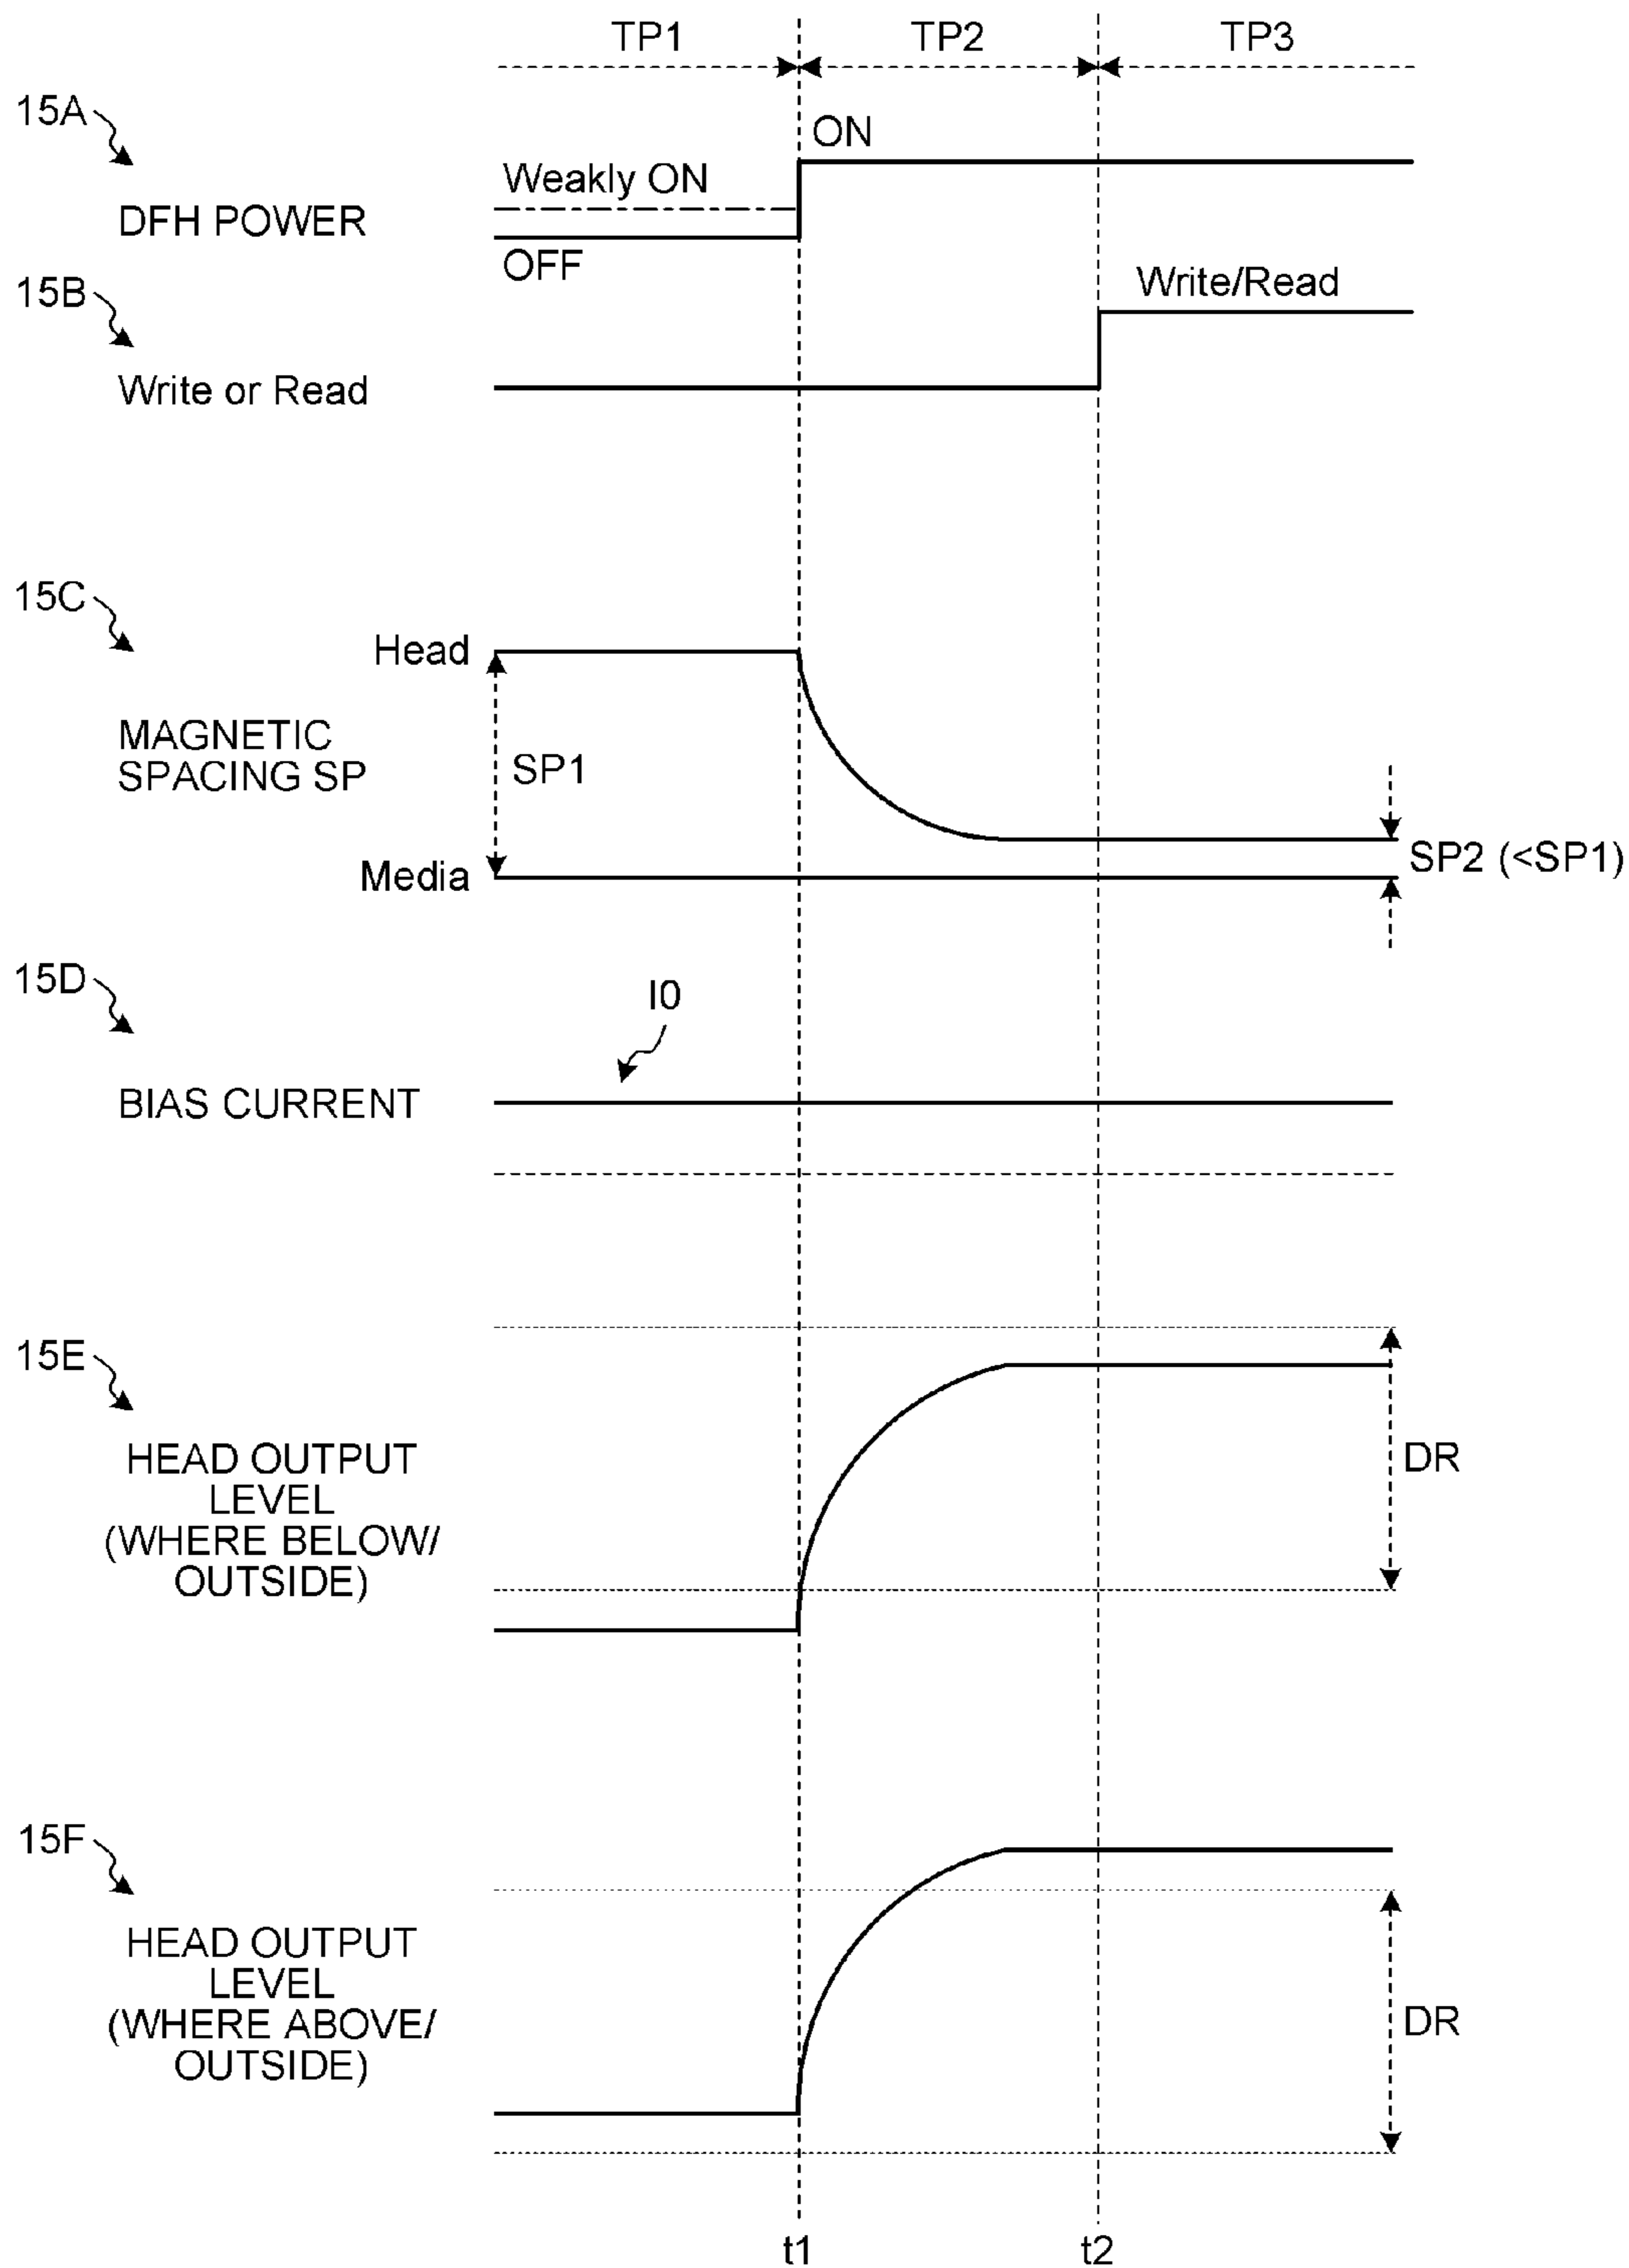 TP1 TP2 TP3
15A
ON
Weakly ON
DFH POWER
OFF
15B
Write/Read
Write or Read
15C
Head
MAGNETIC
SPACING SP
SP1
SP2 (<SP1)
Media
15D
I0
BIAS CURRENT
15E
HEAD OUTPUT
LEVEL
(WHERE BELOW/
OUTSIDE)
DR
15F
HEAD OUTPUT
LEVEL
(WHERE ABOVE/
OUTSIDE)
DR
t1 t2